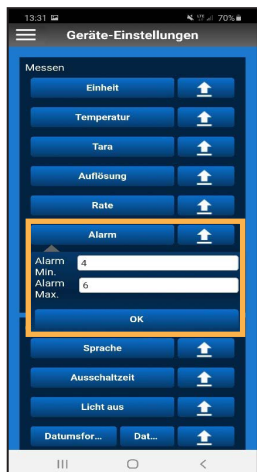 13:31 70%
Geräte-Einstellungen
Messen
Einheit
Temperatur
Tara
Auflösung
Rate
Alarm
Alarm Min. 4
Alarm Max. 6
OK
Sprache
Ausschaltzeit
Licht aus
Datumsfor... Dat...